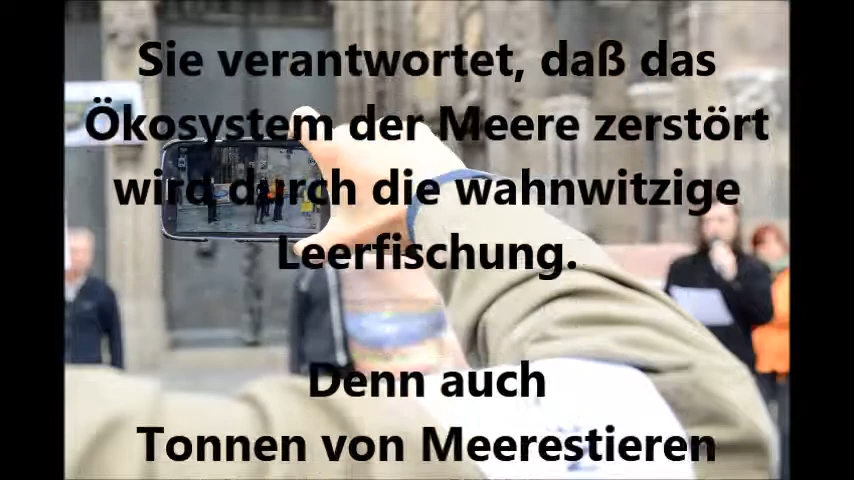 Sie verantwortet, daß das
Ökosystem der Meere zerstört
wird durch die wahnwitzige
Leerfischung.
Denn auch
Tonnen von Meerestieren